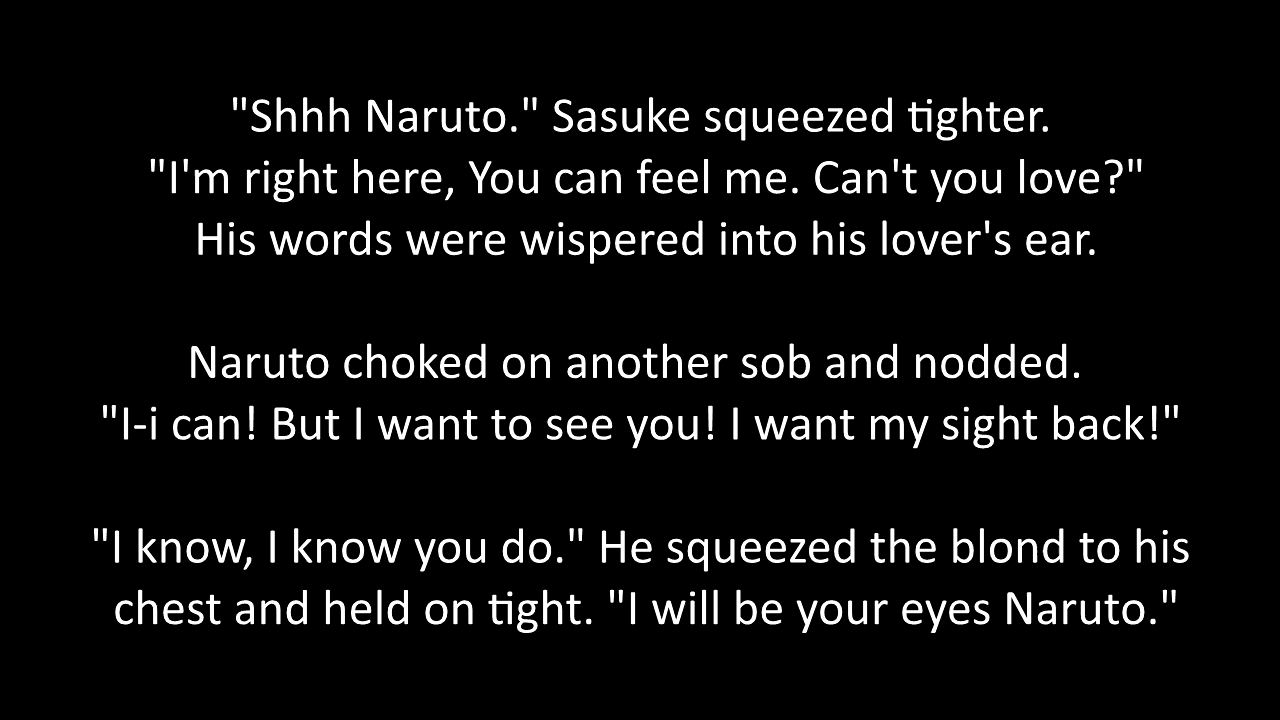 "Shhh Naruto." Sasuke squeezed tighter.
"I'm right here, You can feel me. Can't you love?"
His words were wispered into his lover's ear.
Naruto choked on another sob and nodded.
"I-i can! But I want to see you! I want my sight back!"
"I know, I know you do." He squeezed the blond to his
chest and held on tight. "I will be your eyes Naruto."